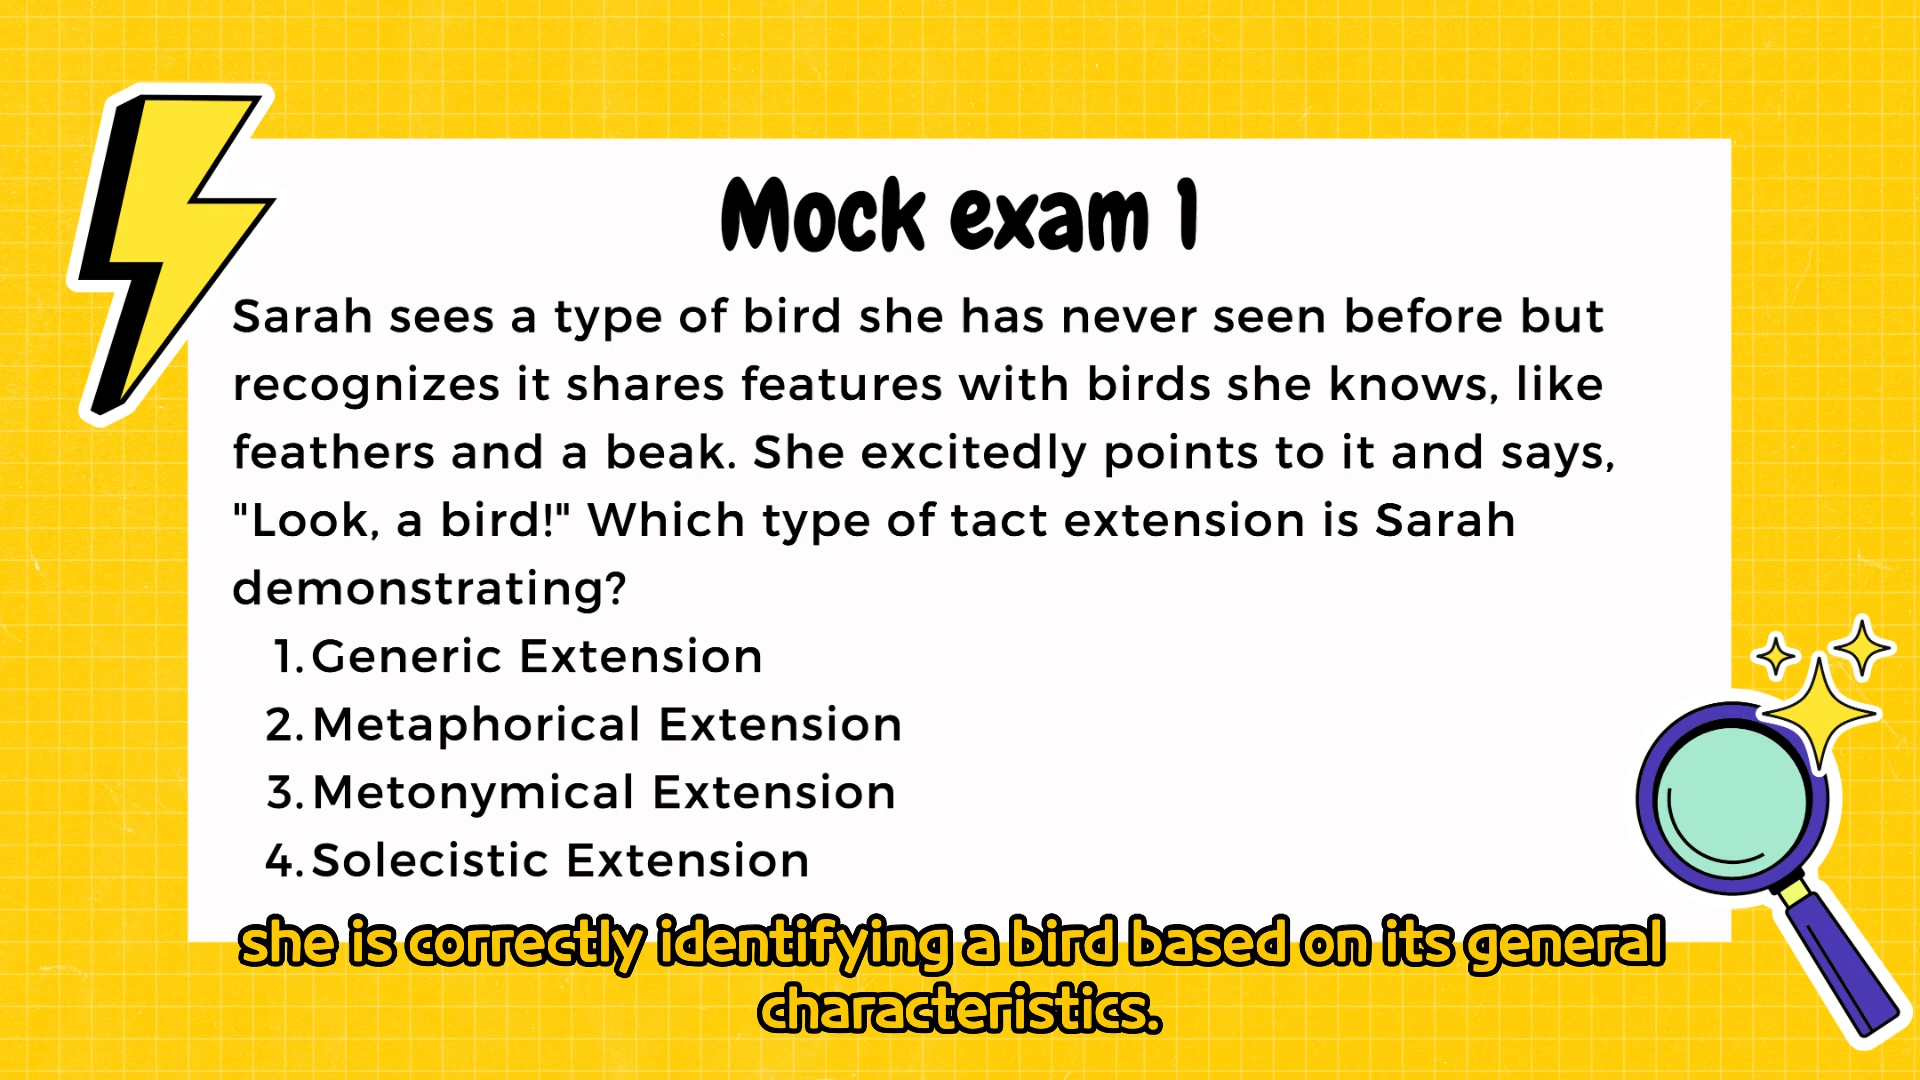 Mock exam 1
Sarah sees a type of bird she has never seen before but
recognizes it shares features with birds she knows, like
feathers and a beak. She excitedly points to it and says,
"Look, a bird!" Which type of tact extension is Sarah
demonstrating?
1. Generic Extension
2. Metaphorical Extension
3. Metonymical Extension
4. Solecistic Extension
she is correctly identifying a bird based on its general
characteristics.